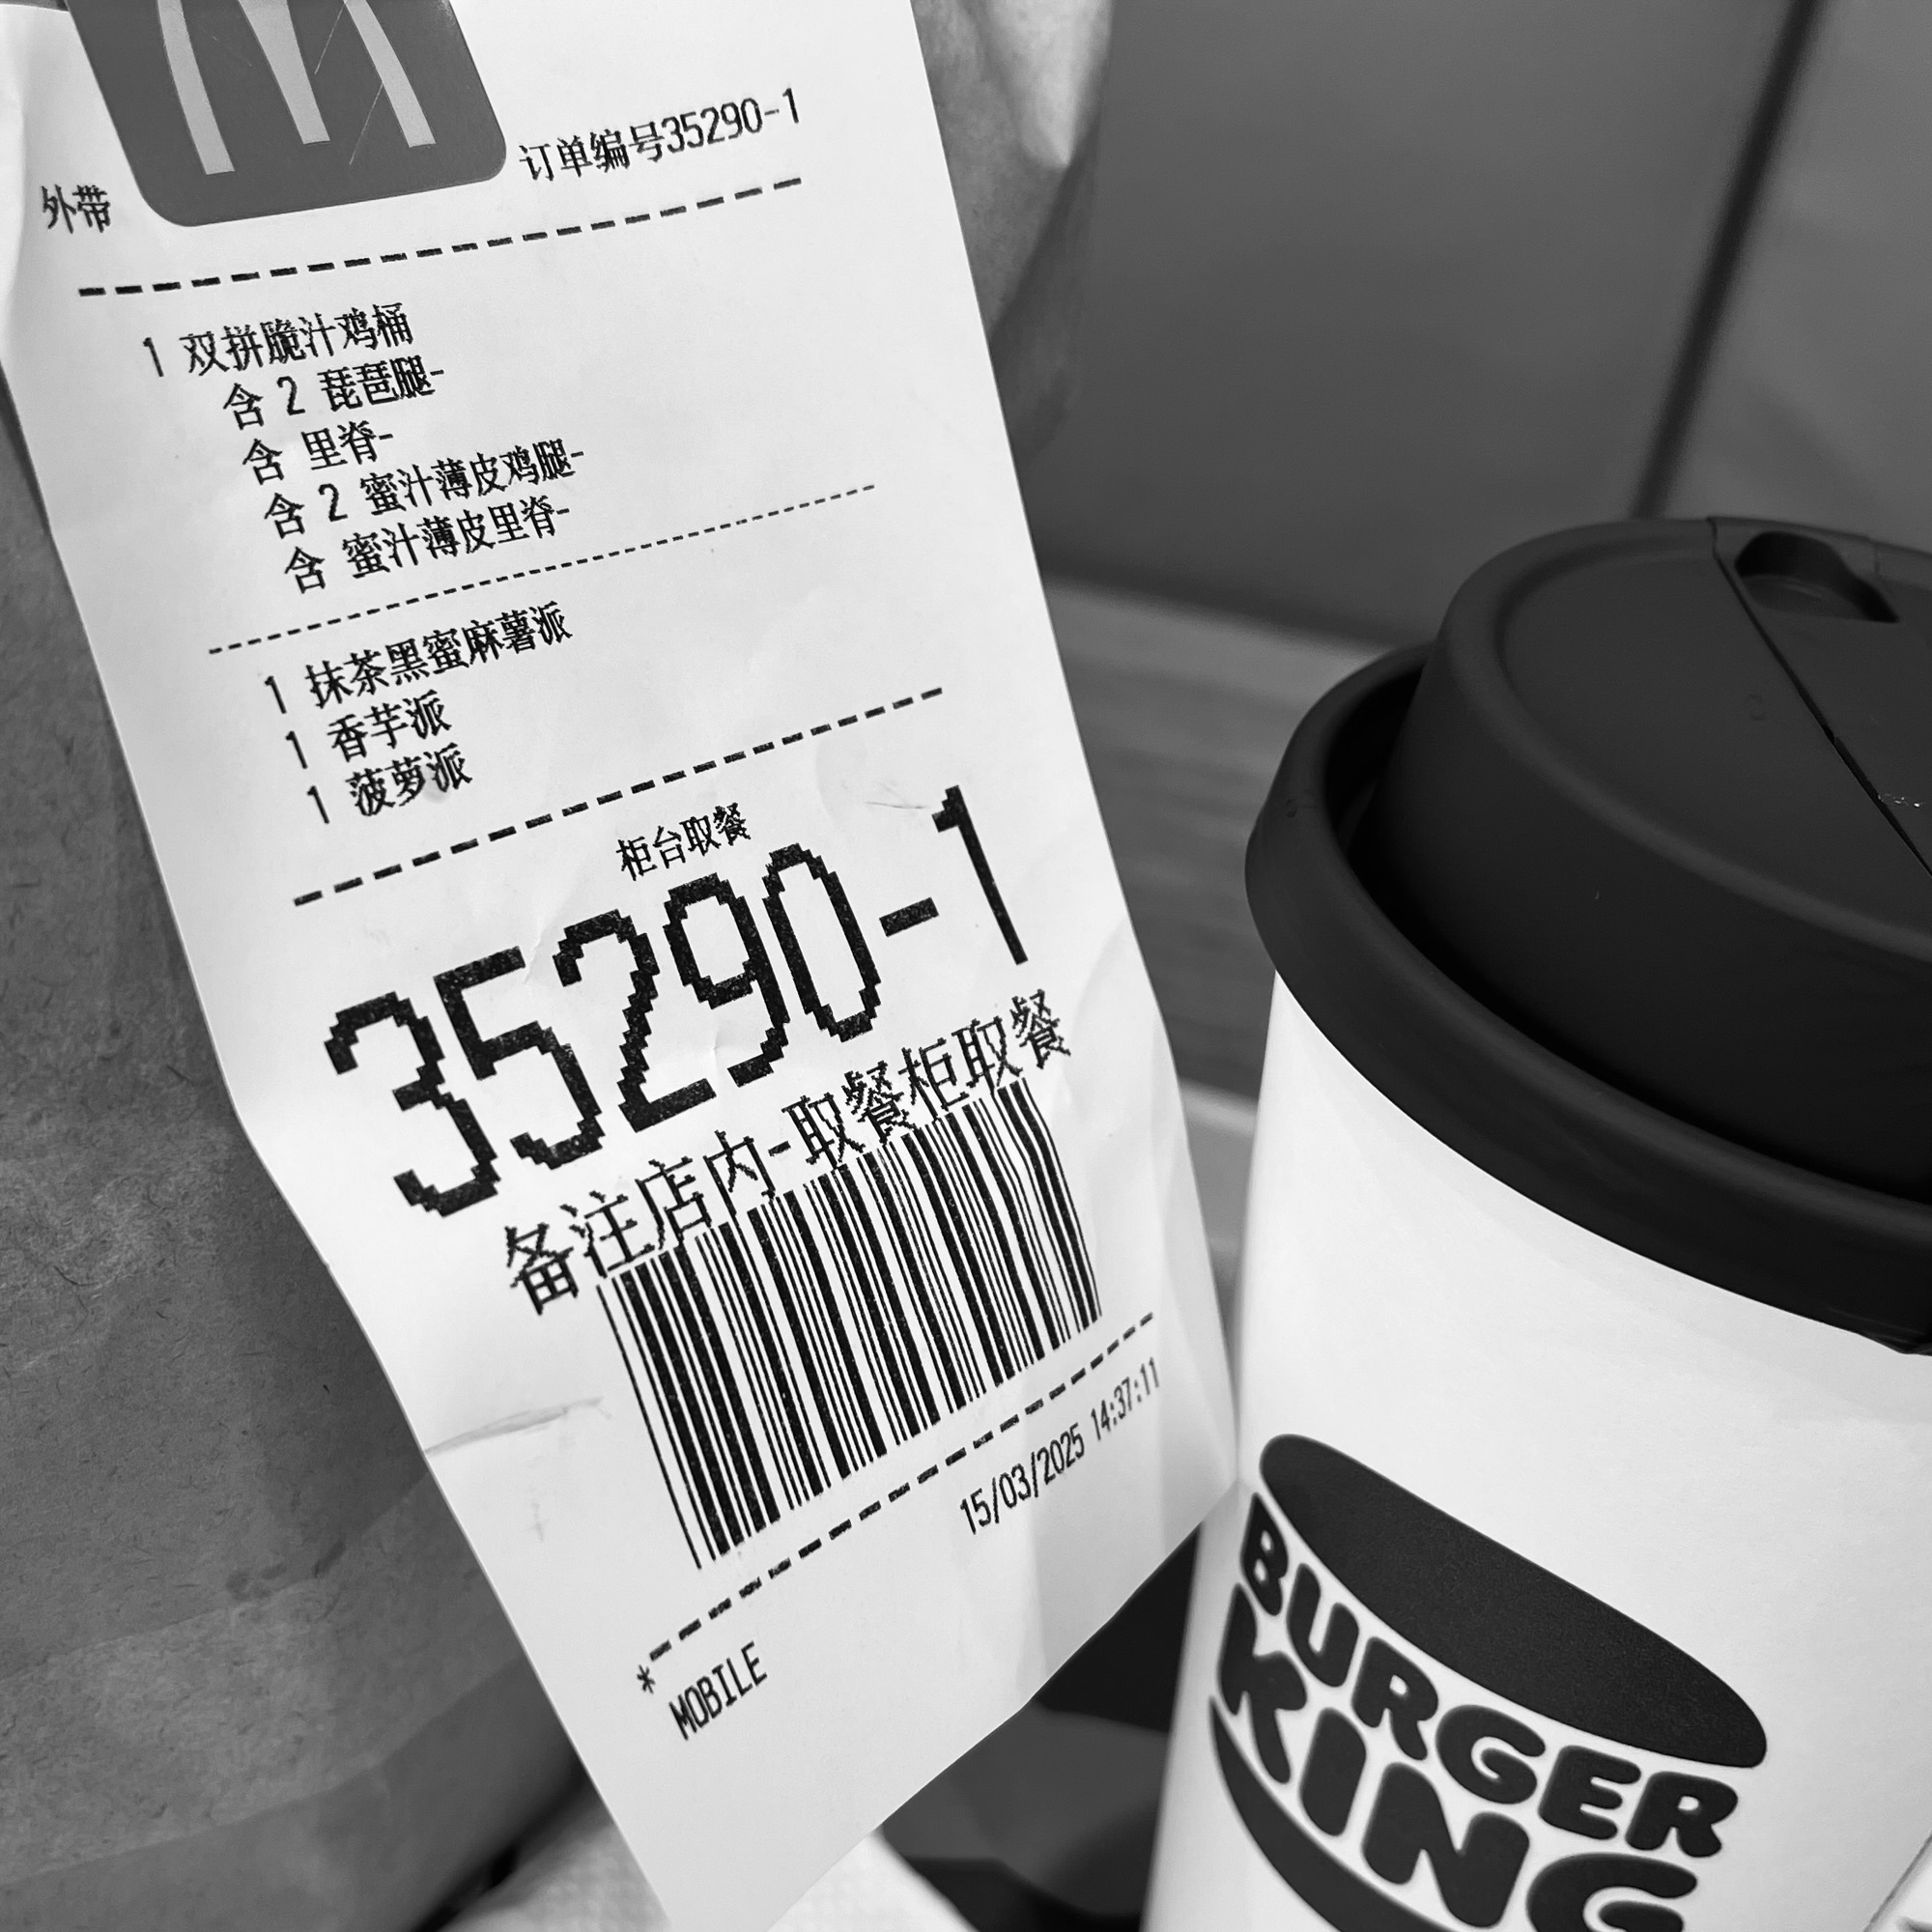 订单编号35290-1
外带
1 双拼脆汁鸡桶
含 2 琵琶腿-
含 里脊-
含 2 蜜汁薄皮鸡腿-
含 蜜汁薄皮里脊-
1 抹茶黑蜜麻薯派
1 香芋派
1 菠萝派
柜台取餐
35290-1
备注店内-取餐柜取餐
15/03/2025 14:37:11
*
MOBILE
BURGER
KING